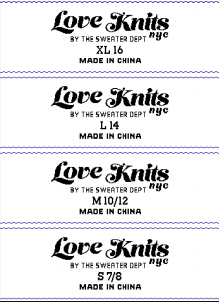 Love Knits
nyc
BY THE SWEATER DEPT
XL 16
MADE IN CHINA
Love Knits
nyc
BY THE SWEATER DEPT
L 14
MADE IN CHINA
Love Knits
nyc
BY THE SWEATER DEPT
M 10/12
MADE IN CHINA
Love Knits
nyc
BY THE SWEATER DEPT
S 7/8
MADE IN CHINA